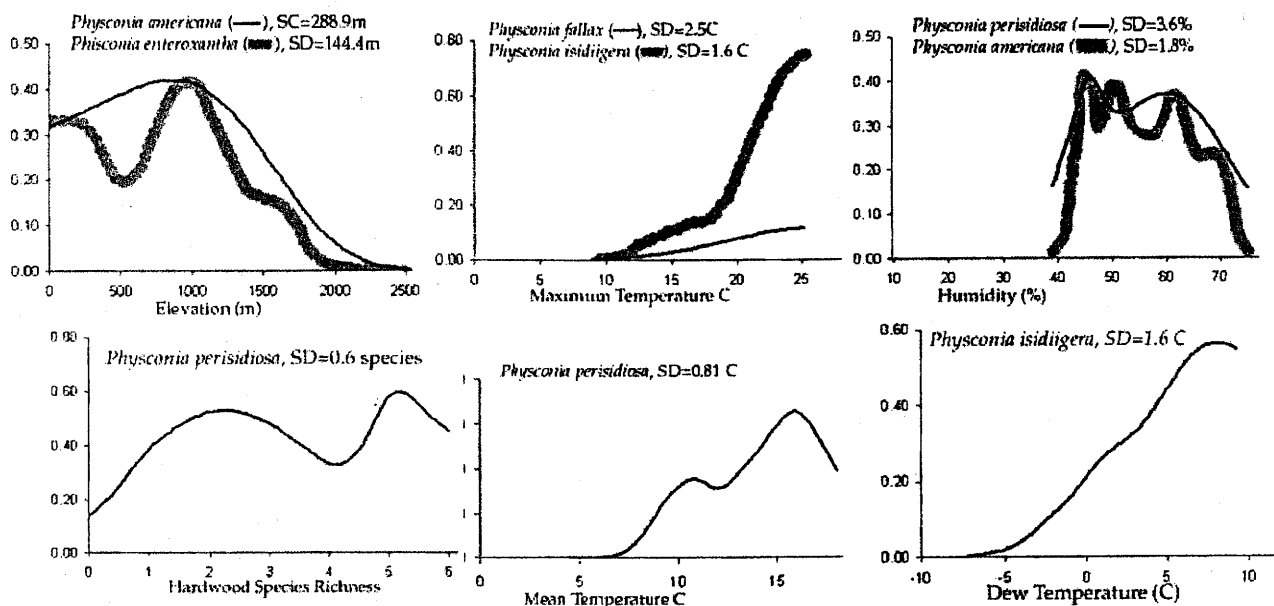 Physconia americana (—), SC=288.9m
Phisconia enteroxantha (▬), SD=144.4m
0.50
0.40
0.30
0.20
0.10
0.00
0 500 1000 1500 2000 2500
Elevation (m)
Physconia fallax (—), SD=2.5C
Physconia isidiigera (▬), SD=1.6 C
0.80
0.60
0.40
0.20
0.00
0 5 10 15 20 25
Maximum Temperature C
Physconia perisidiosa (—, SD=3.6%
Physconia americana (▬), SD=1.8%
0.50
0.40
0.30
0.20
0.10
0.00
10 20 30 40 50 60 70
Humidity (%)
Physconia perisidiosa, SD=0.6 species
0.60
0.40
0.20
0.00
0 1 2 3 4 5 6
Hardwood Species Richness
Physconia perisidiosa, SD=0.81 C
0 5 10 15
Mean Temperature C
Physconia isidiigera, SD=1.6 C
0.60
0.40
0.20
0.00
-10 -5 0 5 10
Dew Temperature (C)